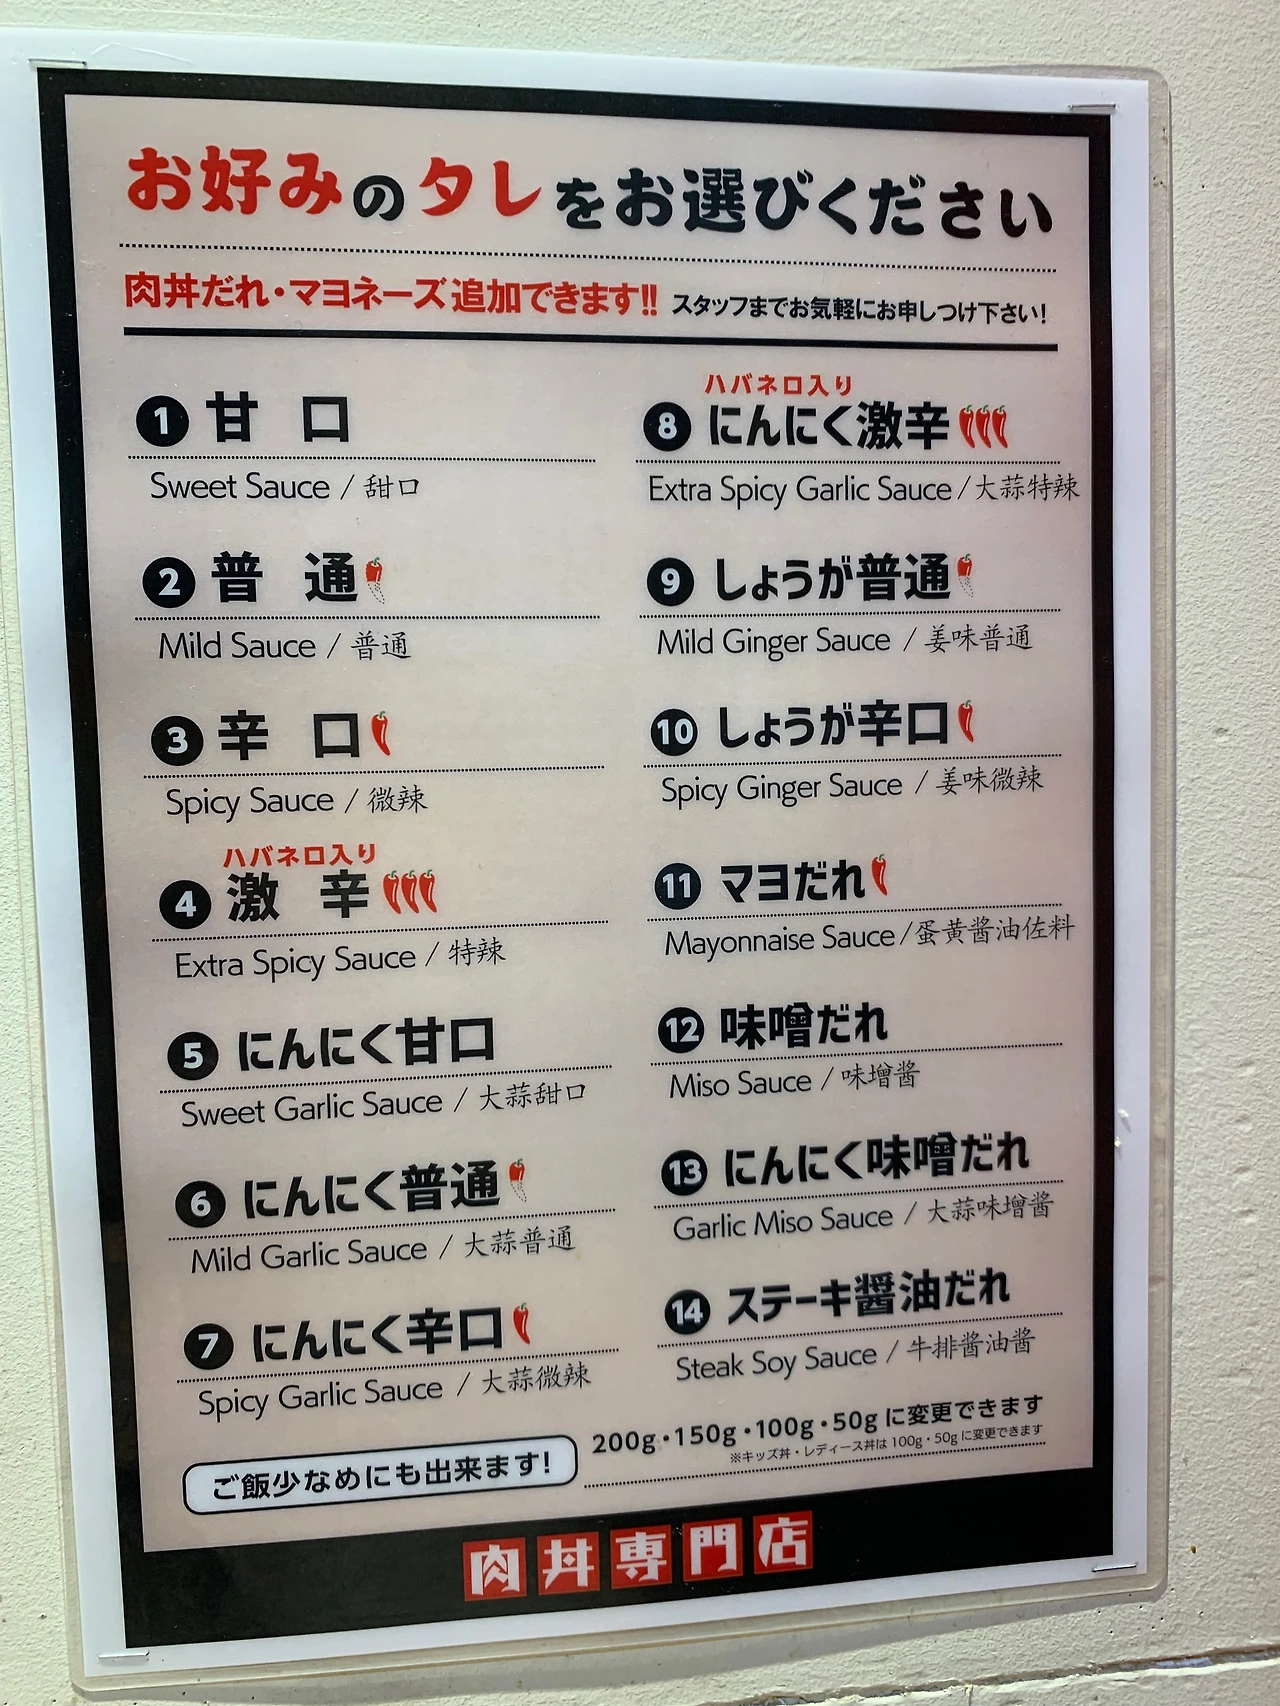 お好みのタレをお選びください
肉丼だれ・マヨネーズ追加できます!! スタッフまでお気軽にお申しつけ下さい!
1 甘 口
Sweet Sauce / 甜口
2 普 通
Mild Sauce / 普通
3 辛 口
Spicy Sauce / 微辣
ハバネロ入り
4 激 辛
Extra Spicy Sauce / 特辣
5 にんにく甘口
Sweet Garlic Sauce / 大蒜甜口
6 にんにく普通
Mild Garlic Sauce / 大蒜普通
7 にんにく辛口
Spicy Garlic Sauce / 大蒜微辣
ハバネロ入り
8 にんにく激辛
Extra Spicy Garlic Sauce / 大蒜特辣
9 しょうが普通
Mild Ginger Sauce / 姜味普通
10 しょうが辛口
Spicy Ginger Sauce / 姜味微辣
11 マヨだれ
Mayonnaise Sauce / 蛋黄酱油佐料
12 味噌だれ
Miso Sauce / 味增酱
13 にんにく味噌だれ
Garlic Miso Sauce / 大蒜味增酱
14 ステーキ醤油だれ
Steak Soy Sauce / 牛排酱油酱
ご飯少なめにも出来ます!
200g・150g・100g・50g に変更できます
※キッズ丼・レディース丼は 100g・50g に変更できます
肉丼専門店